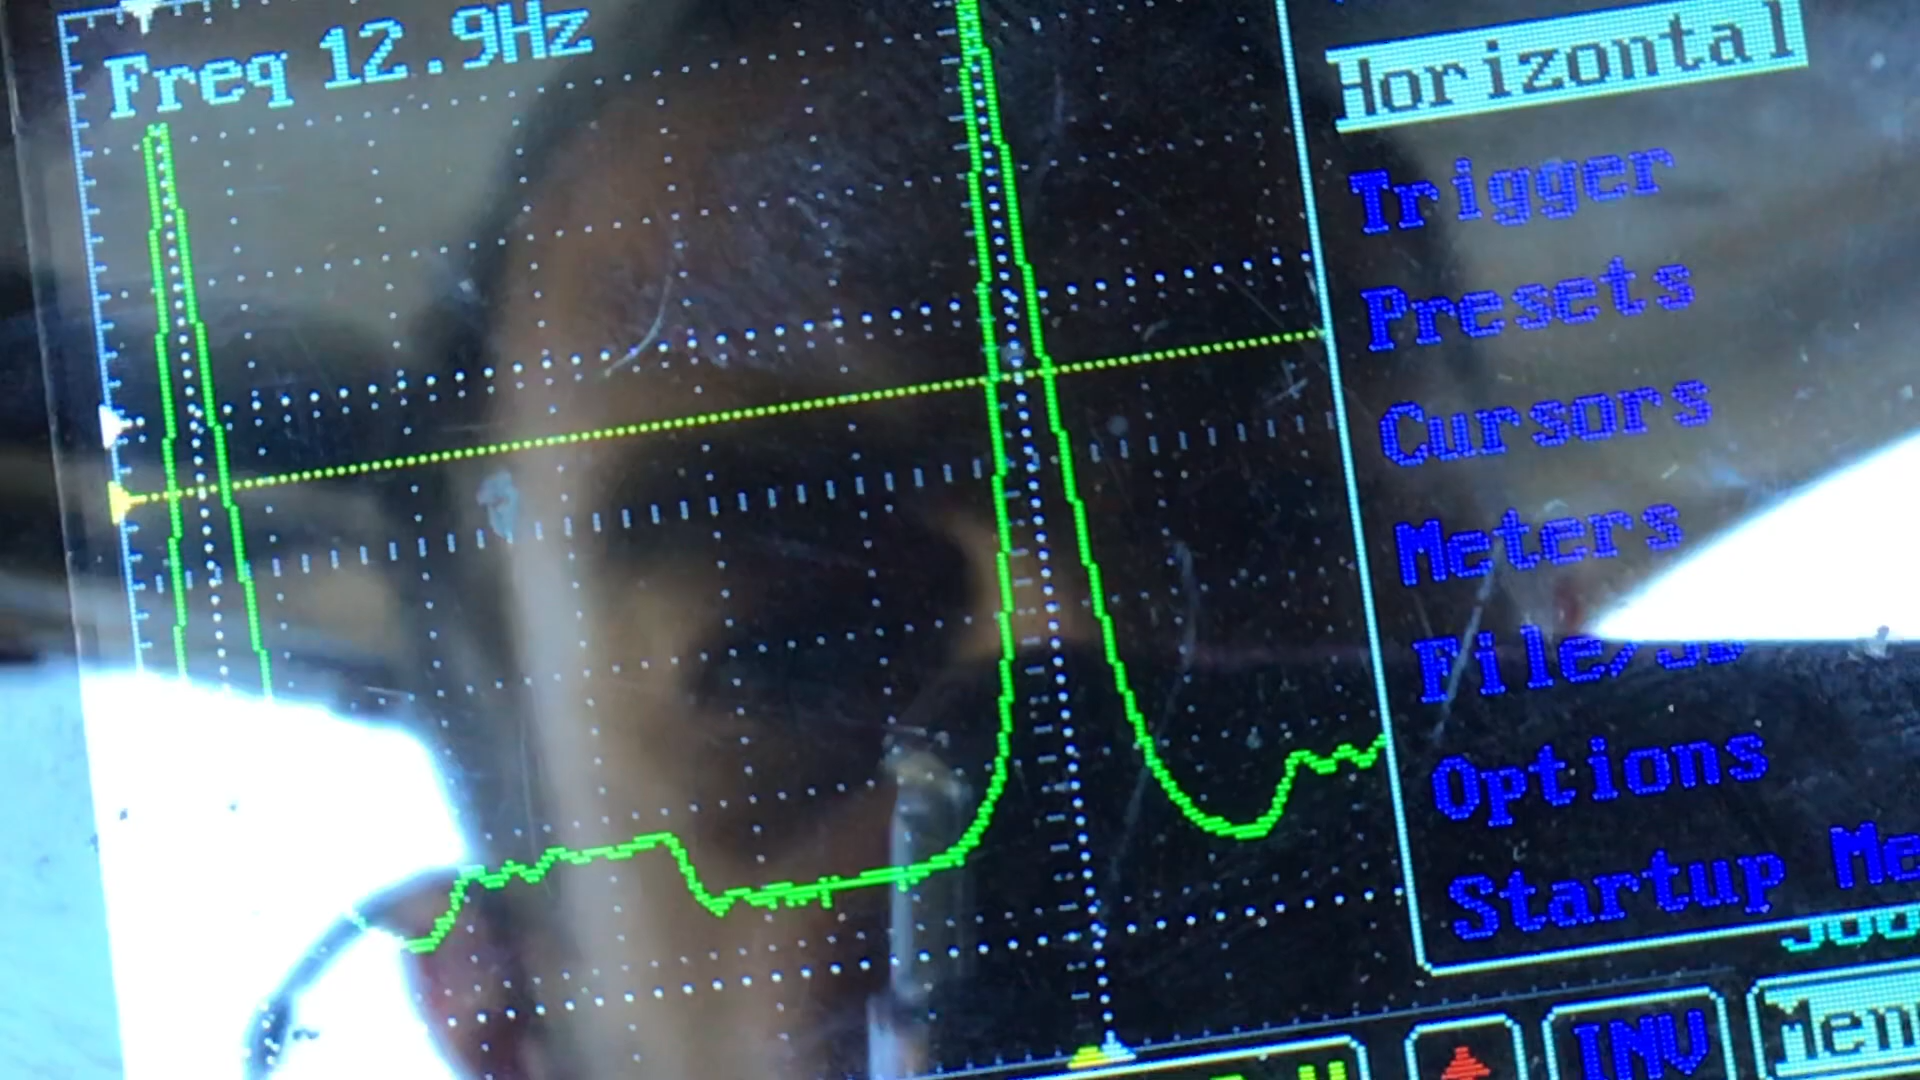 Freq 12.9Hz
Horizontal
Trigger
Presets
Cursors
Meters
Options
Startup
INV